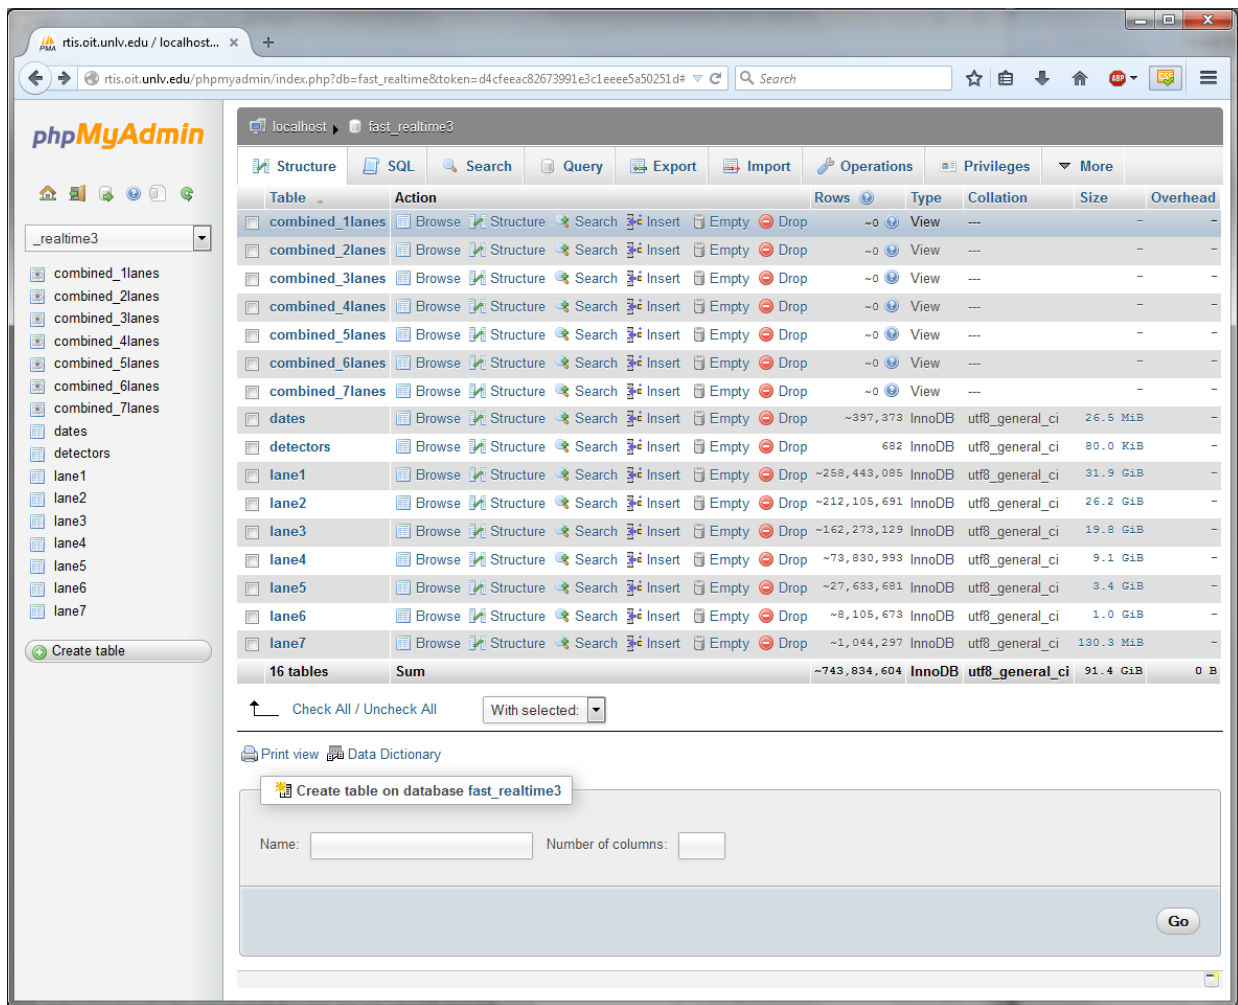 rtis.oit.unlv.edu / localhost... × +
rtis.oit.unlv.edu/phpmyadmin/index.php?db=fast_realtime&token=d4cfeeac82673991e3c1eeee5a50251d Search ABP CSS
PMA
phpMyAdmin
localhost fast_realtime3
Structure SQL Search Query Export Import Operations Privileges More
_realtime3
combined_1lanes
combined_2lanes
combined_3lanes
combined_4lanes
combined_5lanes
combined_6lanes
combined_7lanes
dates
detectors
lane1
lane2
lane3
lane4
lane5
lane6
lane7
Create table
Table Action Rows Type Collation Size Overhead
combined_1lanes Browse Structure Search Insert Empty Drop ~0 View --- - -
combined_2lanes Browse Structure Search Insert Empty Drop ~0 View --- - -
combined_3lanes Browse Structure Search Insert Empty Drop ~0 View --- - -
combined_4lanes Browse Structure Search Insert Empty Drop ~0 View --- - -
combined_5lanes Browse Structure Search Insert Empty Drop ~0 View --- - -
combined_6lanes Browse Structure Search Insert Empty Drop ~0 View --- - -
combined_7lanes Browse Structure Search Insert Empty Drop ~0 View --- - -
dates Browse Structure Search Insert Empty Drop ~397,373 InnoDB utf8_general_ci 26.5 MiB -
detectors Browse Structure Search Insert Empty Drop 682 InnoDB utf8_general_ci 80.0 KiB -
lane1 Browse Structure Search Insert Empty Drop ~258,443,085 InnoDB utf8_general_ci 31.9 GiB -
lane2 Browse Structure Search Insert Empty Drop ~212,105,691 InnoDB utf8_general_ci 26.2 GiB -
lane3 Browse Structure Search Insert Empty Drop ~162,273,129 InnoDB utf8_general_ci 19.8 GiB -
lane4 Browse Structure Search Insert Empty Drop ~73,830,993 InnoDB utf8_general_ci 9.1 GiB -
lane5 Browse Structure Search Insert Empty Drop ~27,633,681 InnoDB utf8_general_ci 3.4 GiB -
lane6 Browse Structure Search Insert Empty Drop ~8,105,673 InnoDB utf8_general_ci 1.0 GiB -
lane7 Browse Structure Search Insert Empty Drop ~1,044,297 InnoDB utf8_general_ci 130.3 MiB -
16 tables Sum ~743,834,604 InnoDB utf8_general_ci 91.4 GiB 0 B
Check All / Uncheck All With selected:
Print view Data Dictionary
Create table on database fast_realtime3
Name: Number of columns:
Go